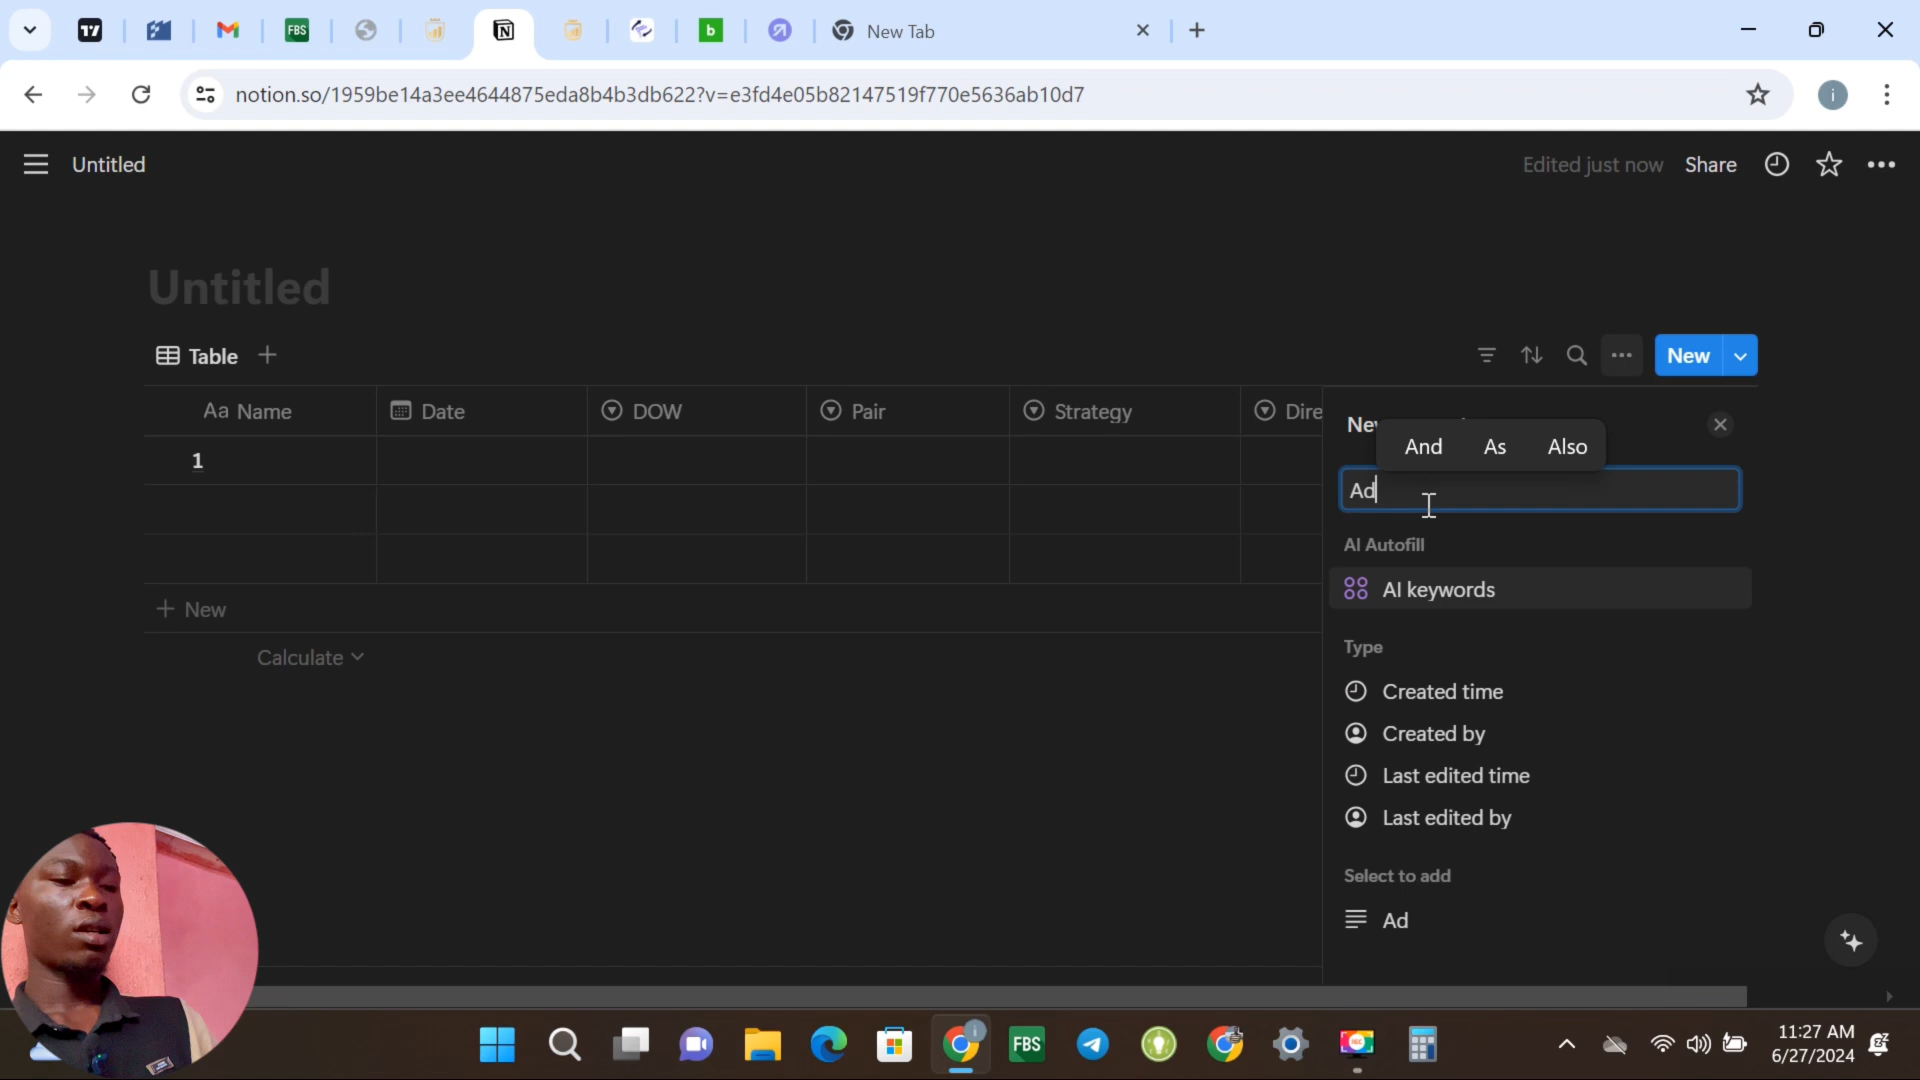 FBS
N
b
New Tab
notion.so/1959be14a3ee4644875eda8b4b3db622?v=e3fd4e05b82147519f770e5636ab10d7
i
Untitled
Edited just now
Share
Untitled
Table
New
Aa Name
Date
DOW
Pair
Strategy
Dire
And
As
Also
1
Ad
AI Autofill
AI keywords
New
Type
Calculate
Created time
Created by
Last edited time
Last edited by
Select to add
Ad
FBS
11:27 AM
6/27/2024